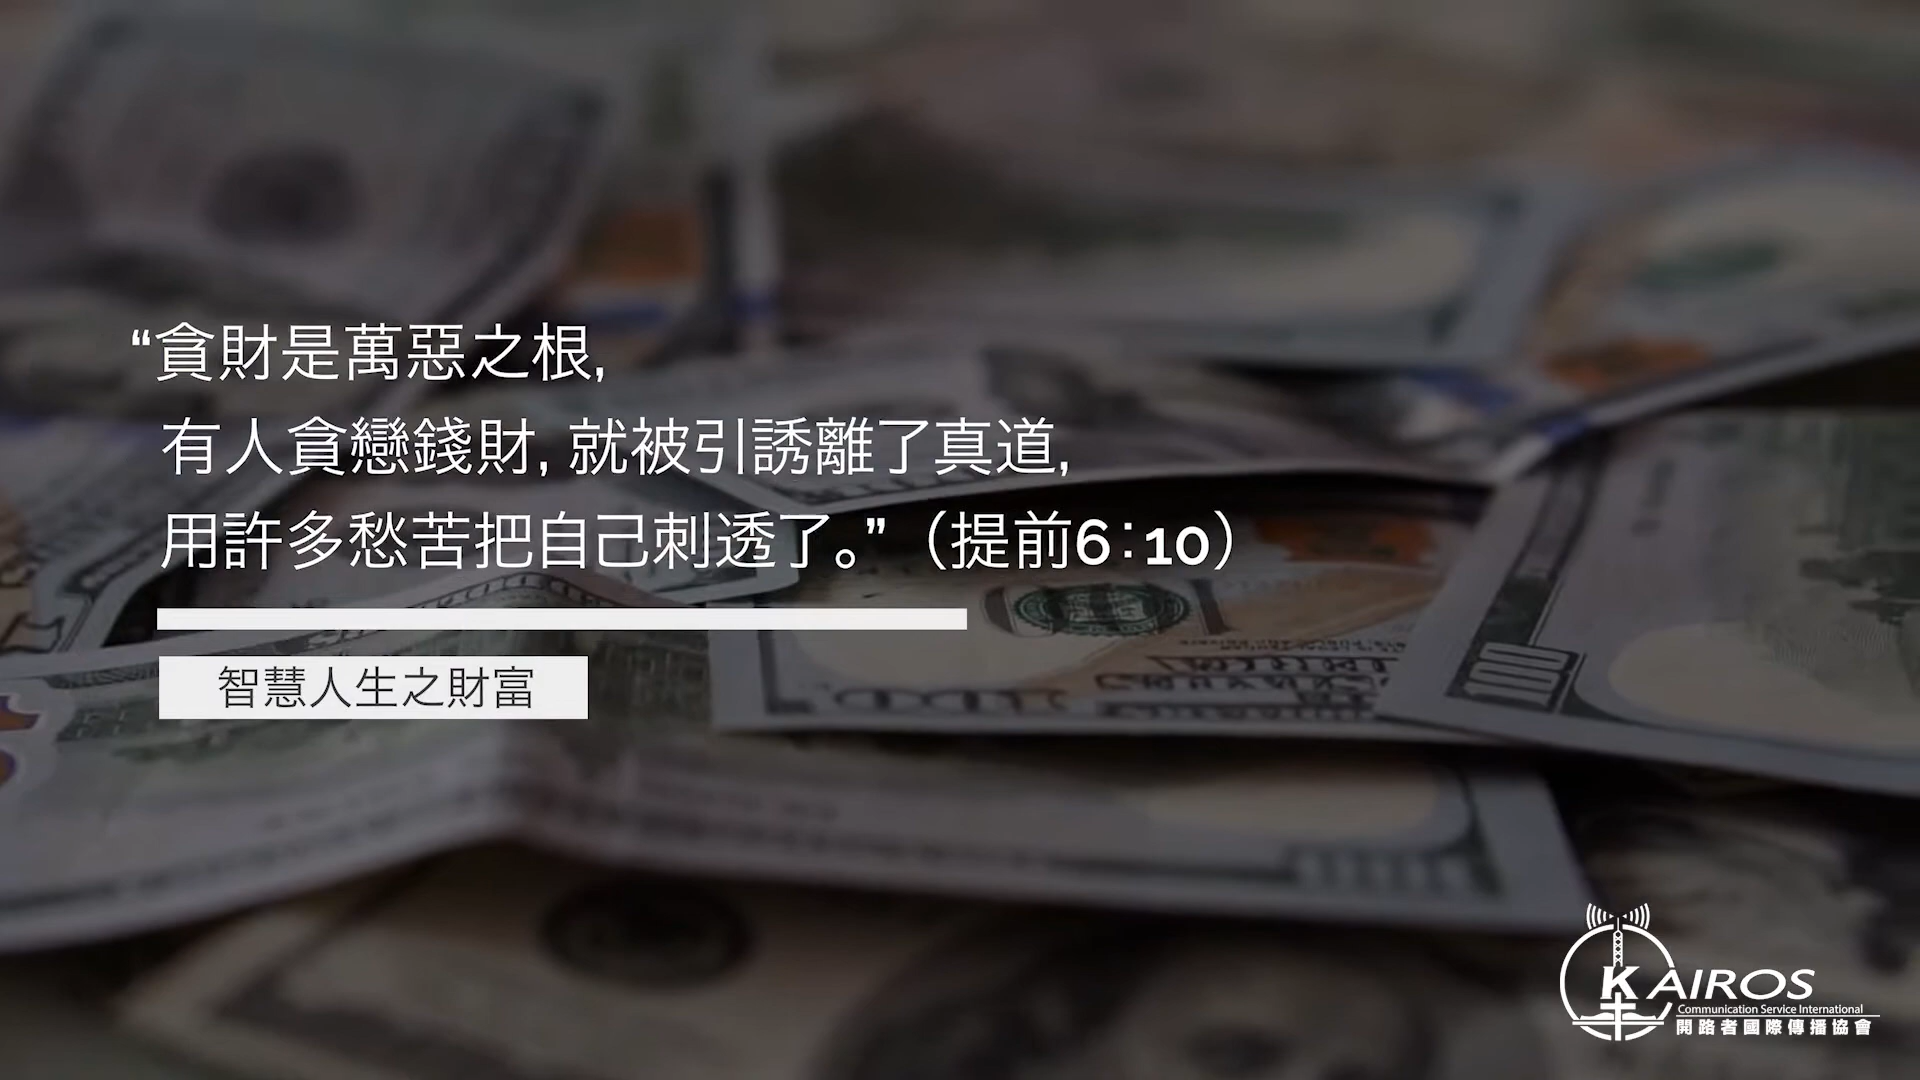 “貪財是萬惡之根,
有人貪戀錢財, 就被引誘離了真道,
用許多愁苦把自己刺透了。”（提前6:10）
智慧人生之財富
100
KAIROS
Communication Service International
開路者國際傳播協會